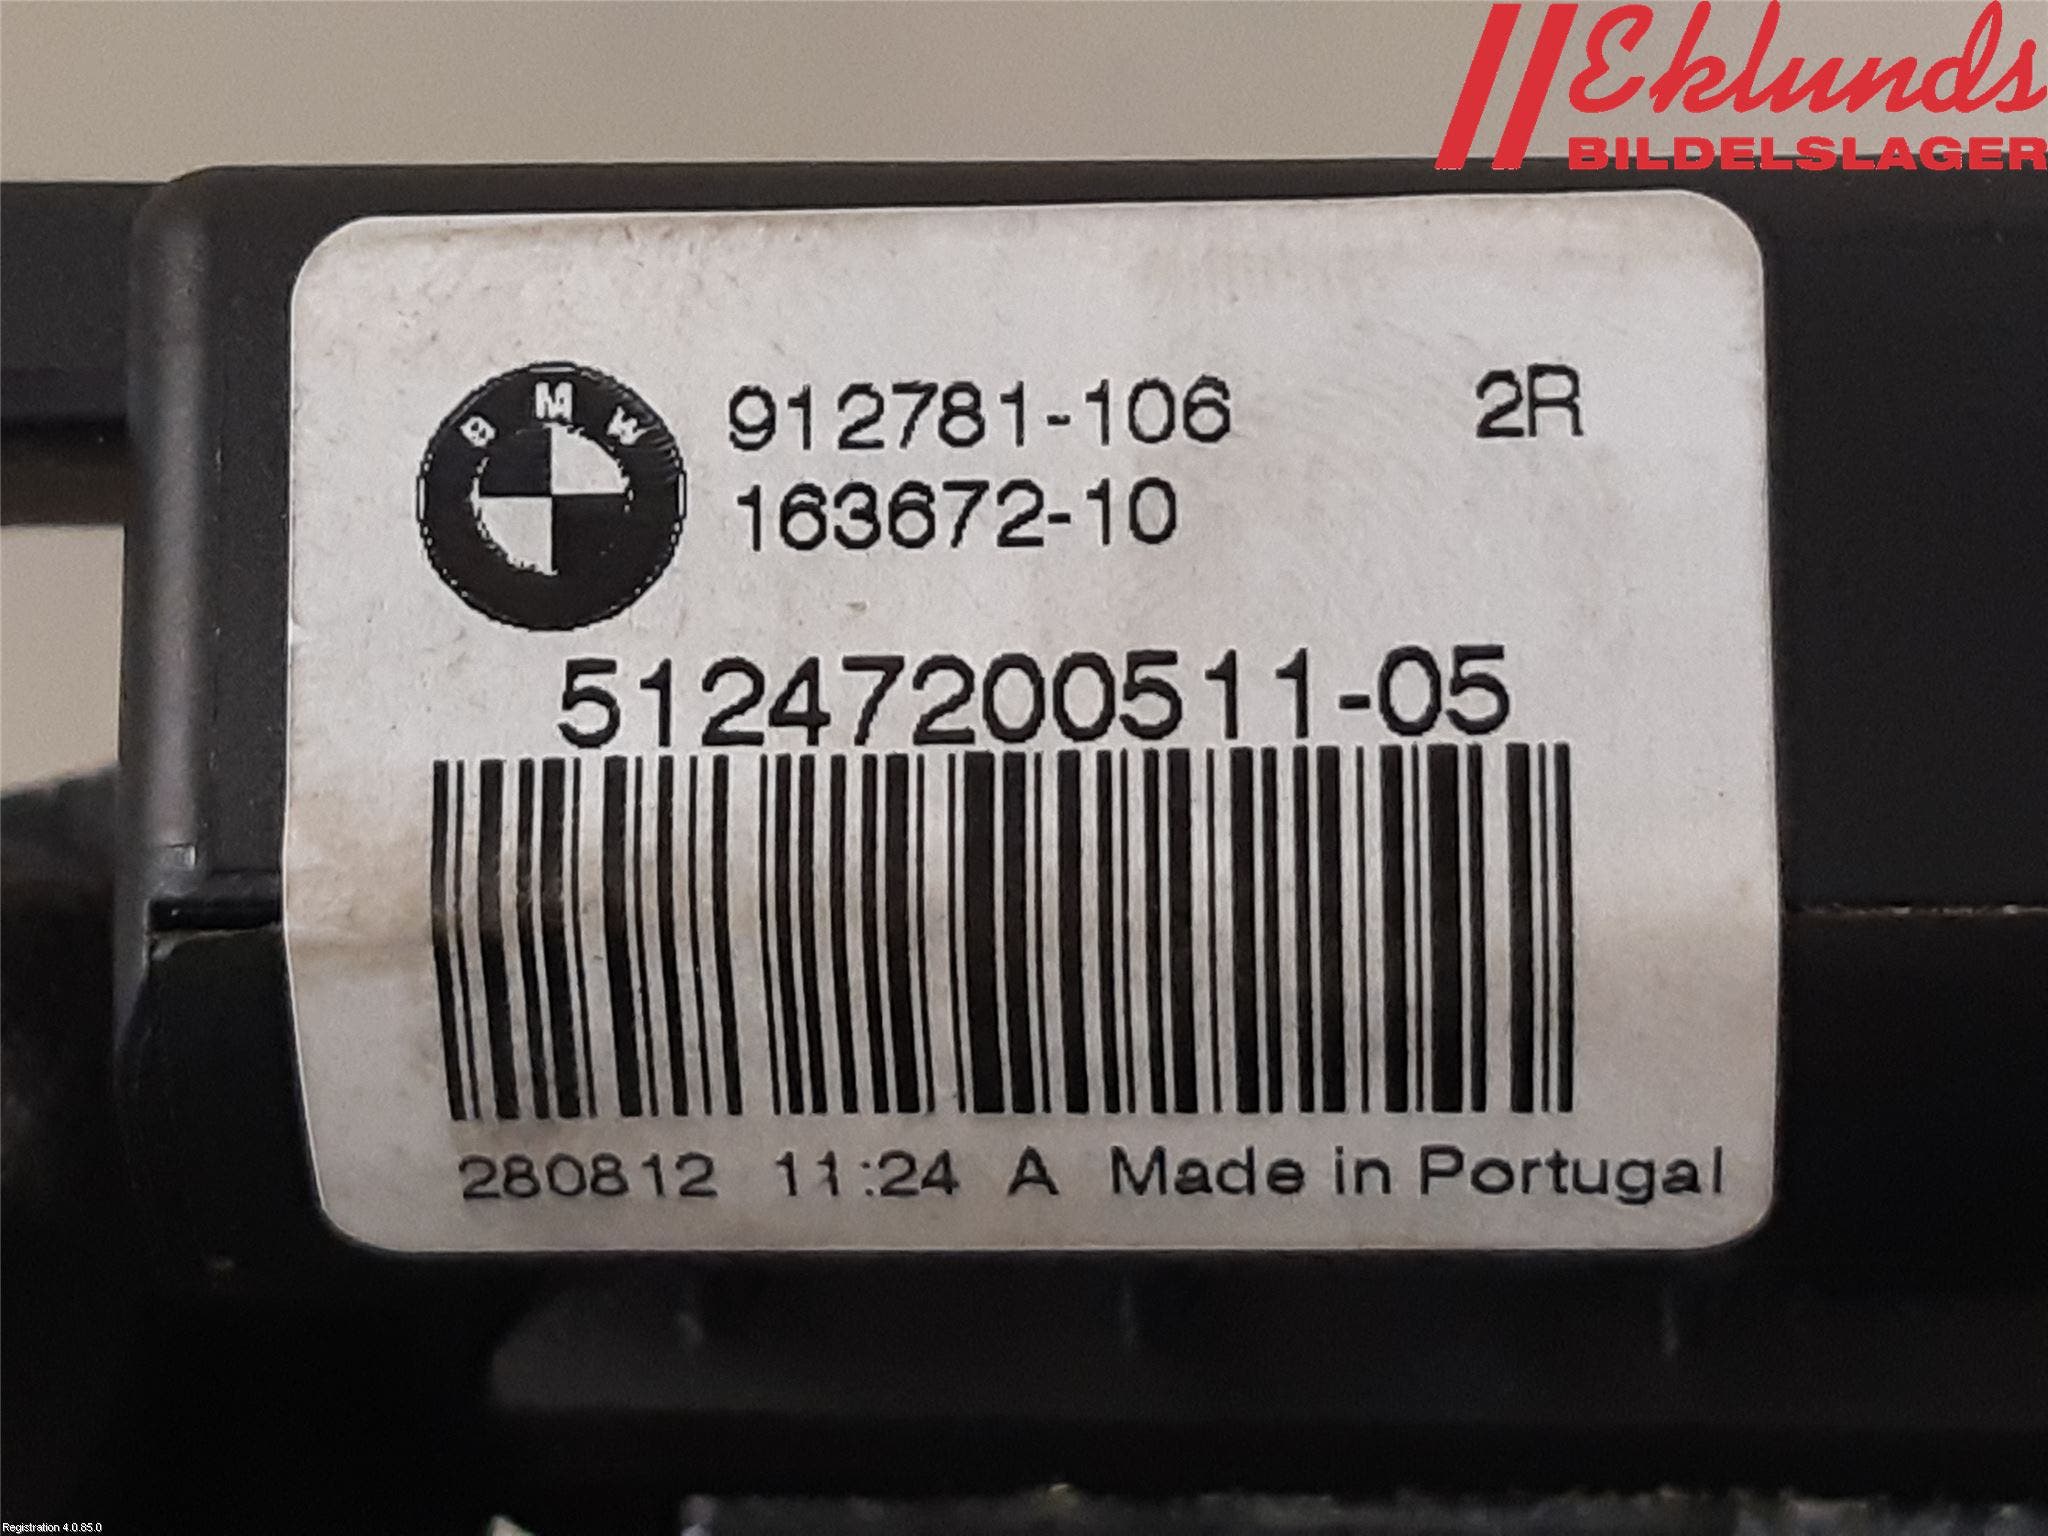 Eklunds
BILDELSLAGER
BMW
912781-106 2R
163672-10
51247200511-05
280812 11:24 A Made in Portugal
Registration 4.0.85.0